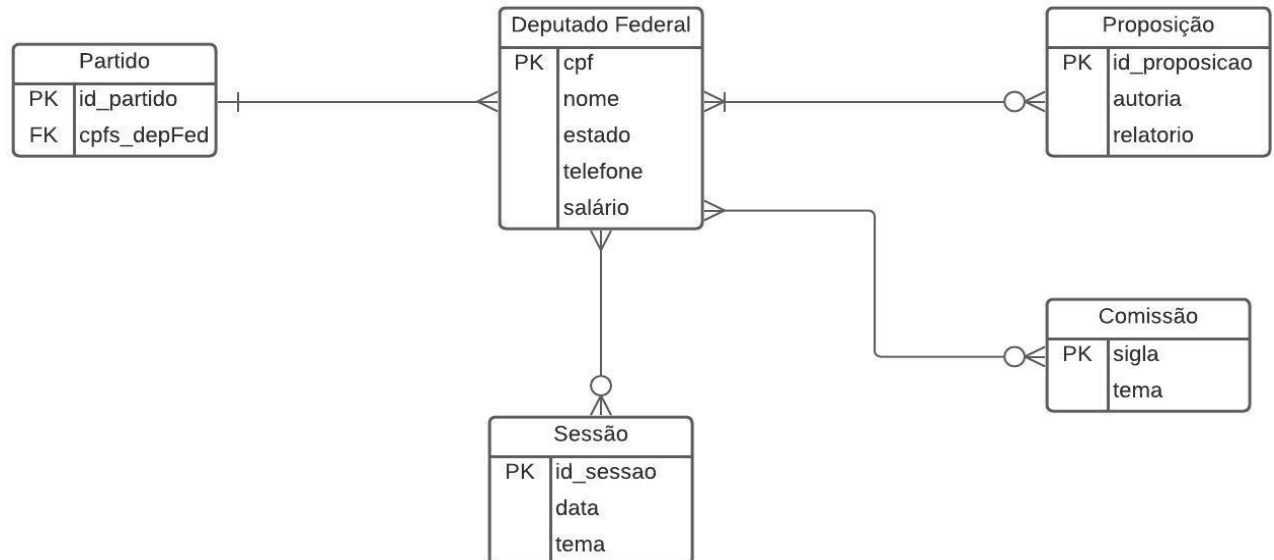 Partido
PK id_partido
FK cpfs_depFed
Deputado Federal
PK cpf
nome
estado
telefone
salário
Proposição
PK id_proposicao
autoria
relatorio
Comissão
PK sigla
tema
Sessão
PK id_sessao
data
tema